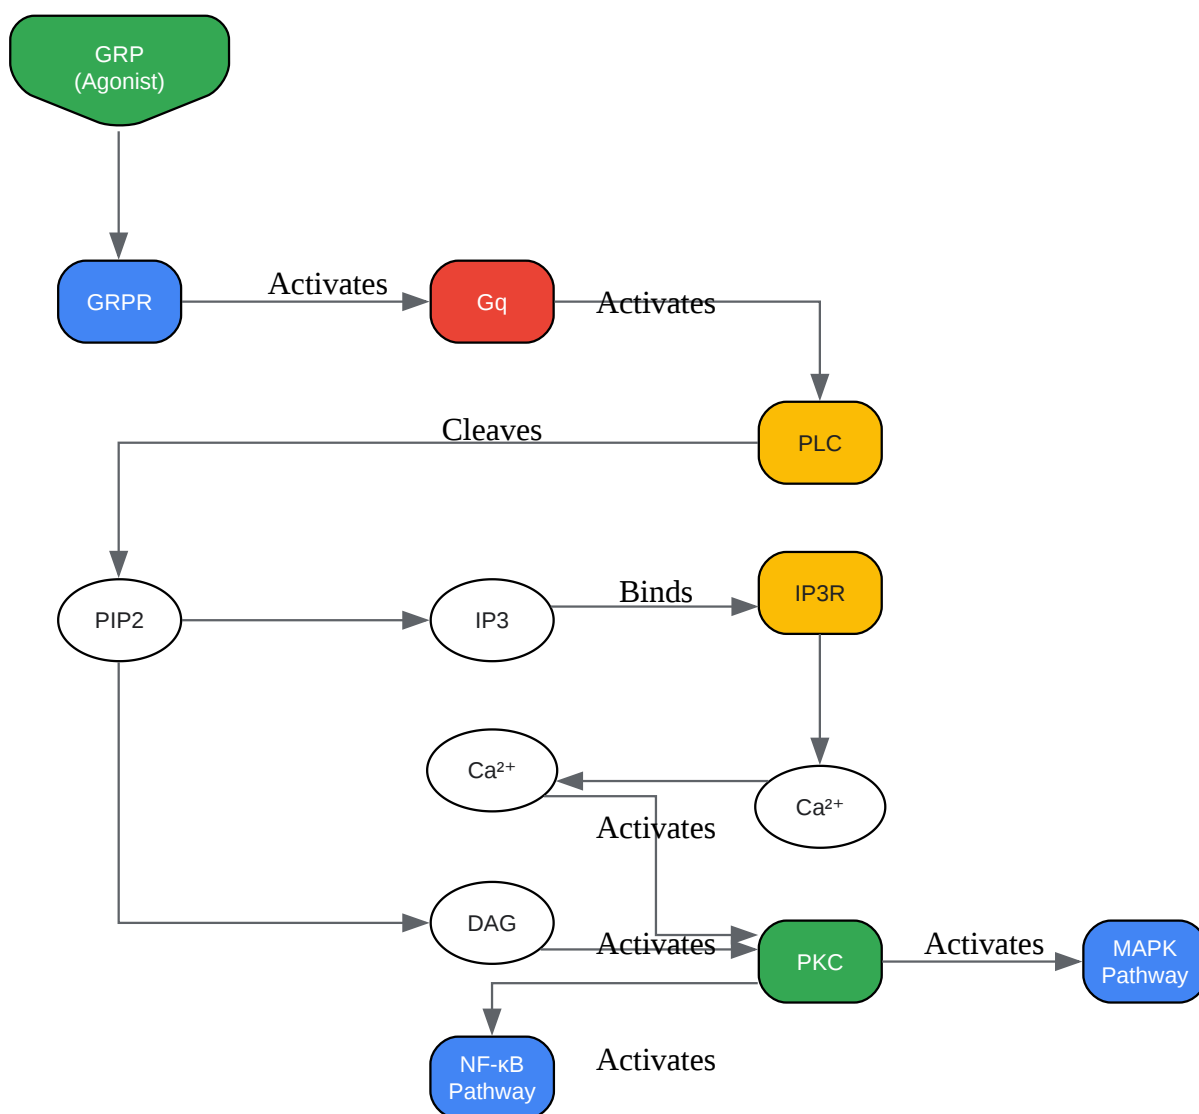 GRP
(Agonist)
GRPR
Activates
Gq
Activates
Cleaves
PLC
PIP2
IP3
Binds
IP3R
Ca²⁺
Ca²⁺
Activates
DAG
Activates
PKC
Activates
MAPK
Pathway
NF-κB
Pathway
Activates